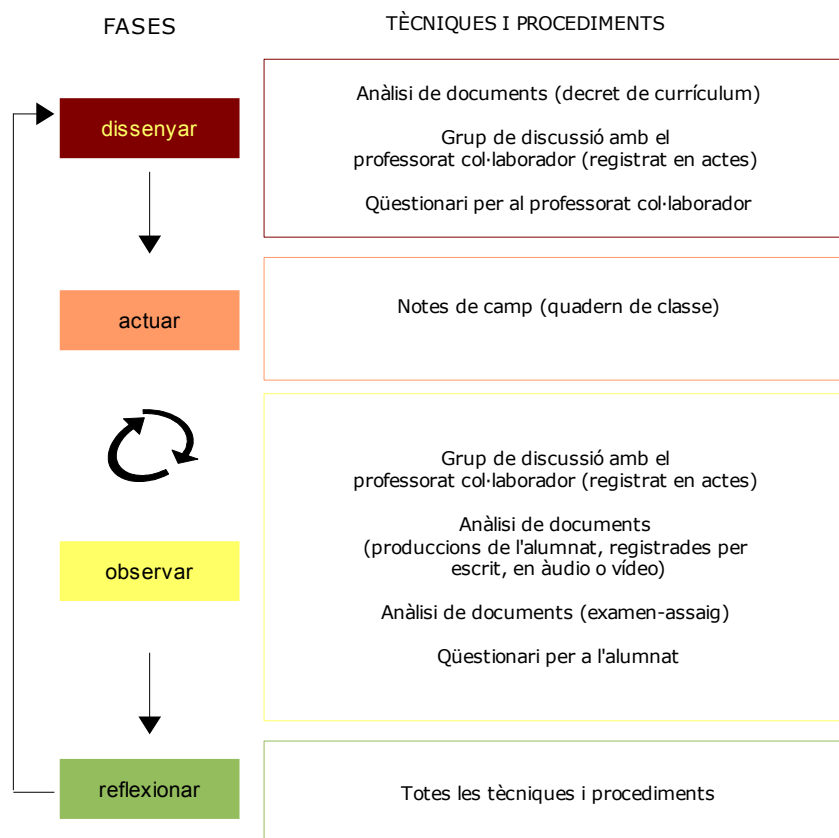 FASES
TÈCNIQUES I PROCEDIMENTS
dissenyar
Anàlisi de documents (decret de currículum)
Grup de discussió amb el
professorat col·laborador (registrat en actes)
Qüestionari per al professorat col·laborador
actuar
Notes de camp (quadern de classe)
observar
Grup de discussió amb el
professorat col·laborador (registrat en actes)
Anàlisi de documents
(produccions de l'alumnat, registrades per
escrit, en àudio o vídeo)
Anàlisi de documents (examen-assaig)
Qüestionari per a l'alumnat
reflexionar
Totes les tècniques i procediments